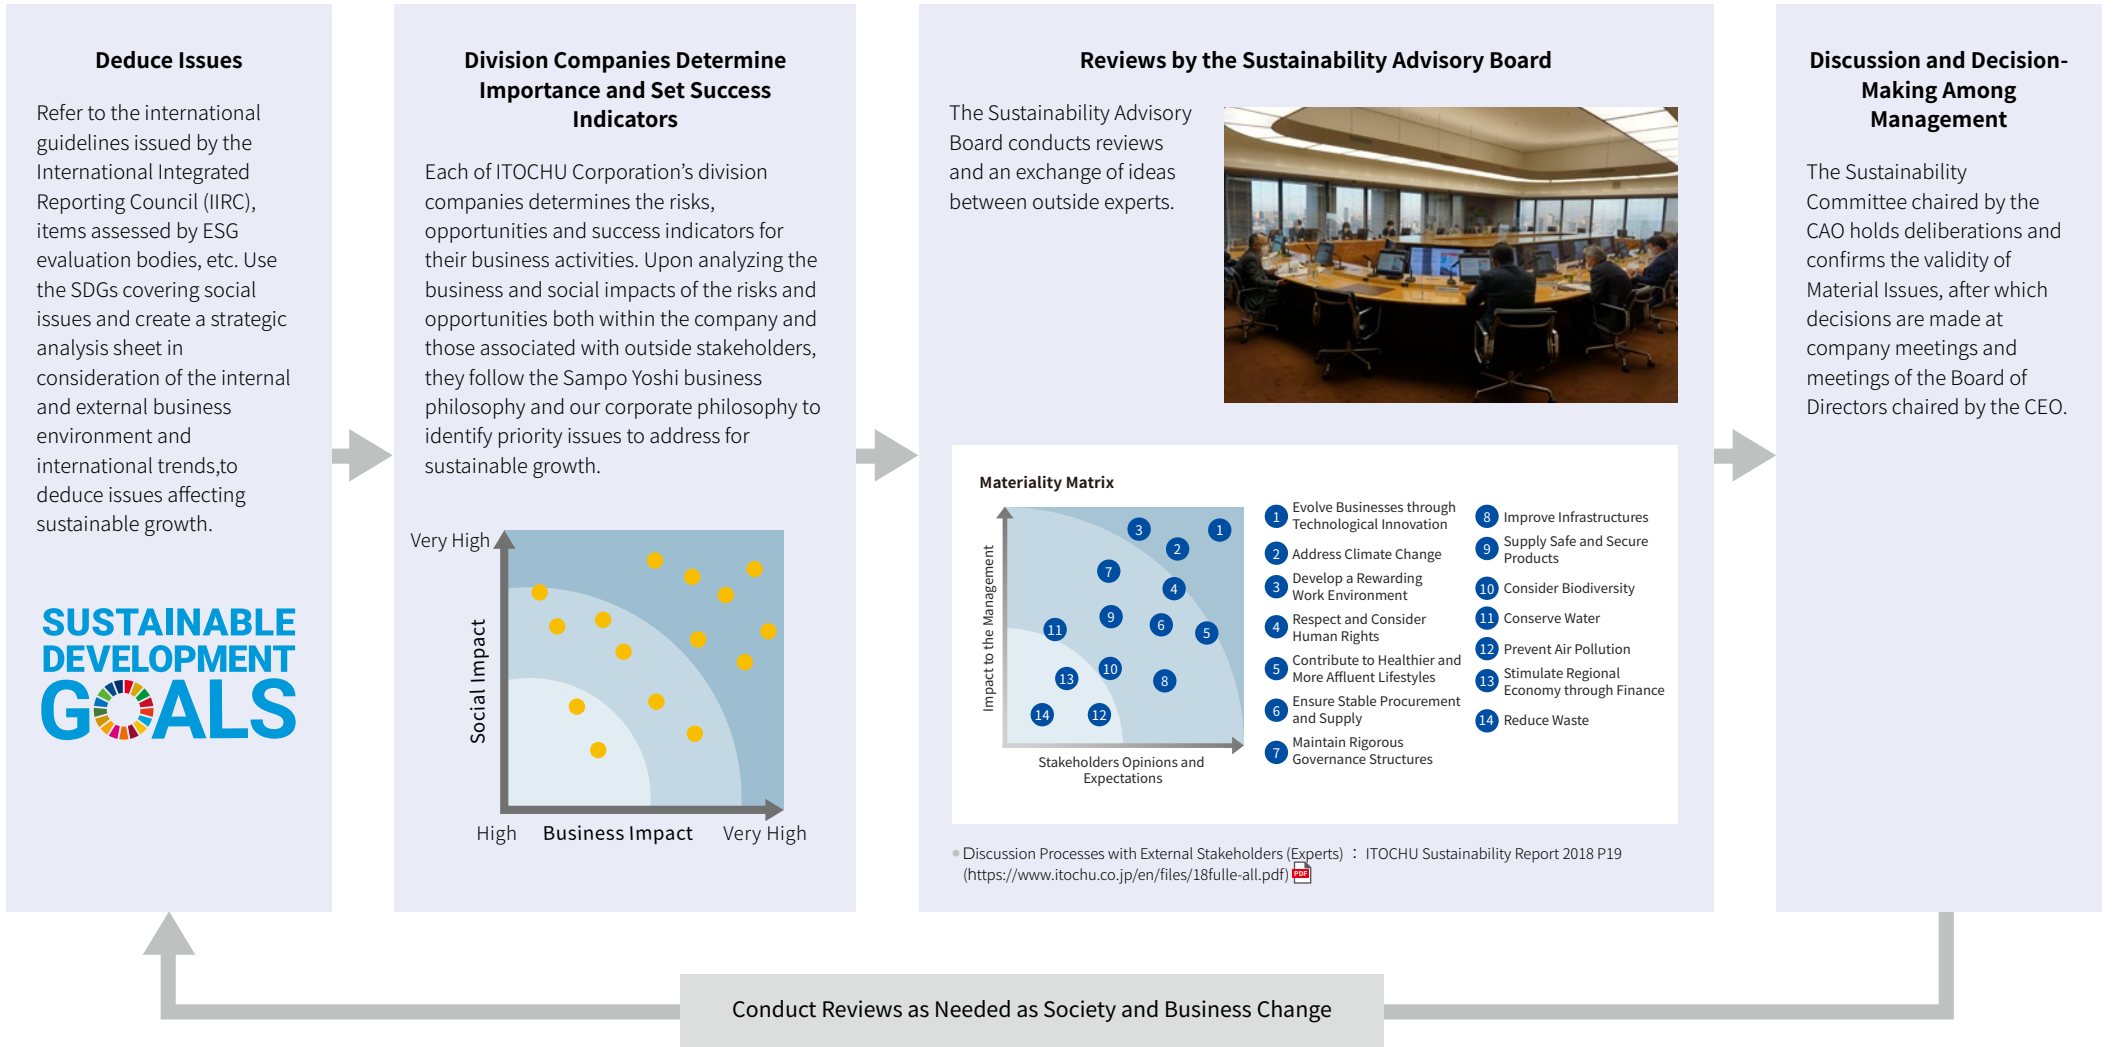 Deduce Issues
Refer to the international
guidelines issued by the
International Integrated
Reporting Council (IIRC),
items assessed by ESG
evaluation bodies, etc. Use
the SDGs covering social
issues and create a strategic
analysis sheet in
consideration of the internal
and external business
environment and
international trends,to
deduce issues affecting
sustainable growth.
SUSTAINABLE
DEVELOPMENT
GOALS
Division Companies Determine
Importance and Set Success
Indicators
Each of ITOCHU Corporation’s division
companies determines the risks,
opportunities and success indicators for
their business activities. Upon analyzing the
business and social impacts of the risks and
opportunities both within the company and
those associated with outside stakeholders,
they follow the Sampo Yoshi business
philosophy and our corporate philosophy to
identify priority issues to address for
sustainable growth.
Very High
Social Impact
High Business Impact Very High
Reviews by the Sustainability Advisory Board
The Sustainability Advisory
Board conducts reviews
and an exchange of ideas
between outside experts.
Materiality Matrix
Impact to the Management
3 1
2
7
4
9
6
11 5
10
13 8
14 12
Stakeholders Opinions and
Expectations
1 Evolve Businesses through
Technological Innovation
2 Address Climate Change
3 Develop a Rewarding
Work Environment
4 Respect and Consider
Human Rights
5 Contribute to Healthier and
More Affluent Lifestyles
6 Ensure Stable Procurement
and Supply
7 Maintain Rigorous
Governance Structures
8 Improve Infrastructures
9 Supply Safe and Secure
Products
10 Consider Biodiversity
11 Conserve Water
12 Prevent Air Pollution
13 Stimulate Regional
Economy through Finance
14 Reduce Waste
Discussion Processes with External Stakeholders (Experts) : ITOCHU Sustainability Report 2018 P19
(https://www.itochu.co.jp/en/files/18fulle-all.pdf) PDF
Discussion and Decision-
Making Among
Management
The Sustainability
Committee chaired by the
CAO holds deliberations and
confirms the validity of
Material Issues, after which
decisions are made at
company meetings and
meetings of the Board of
Directors chaired by the CEO.
Conduct Reviews as Needed as Society and Business Change